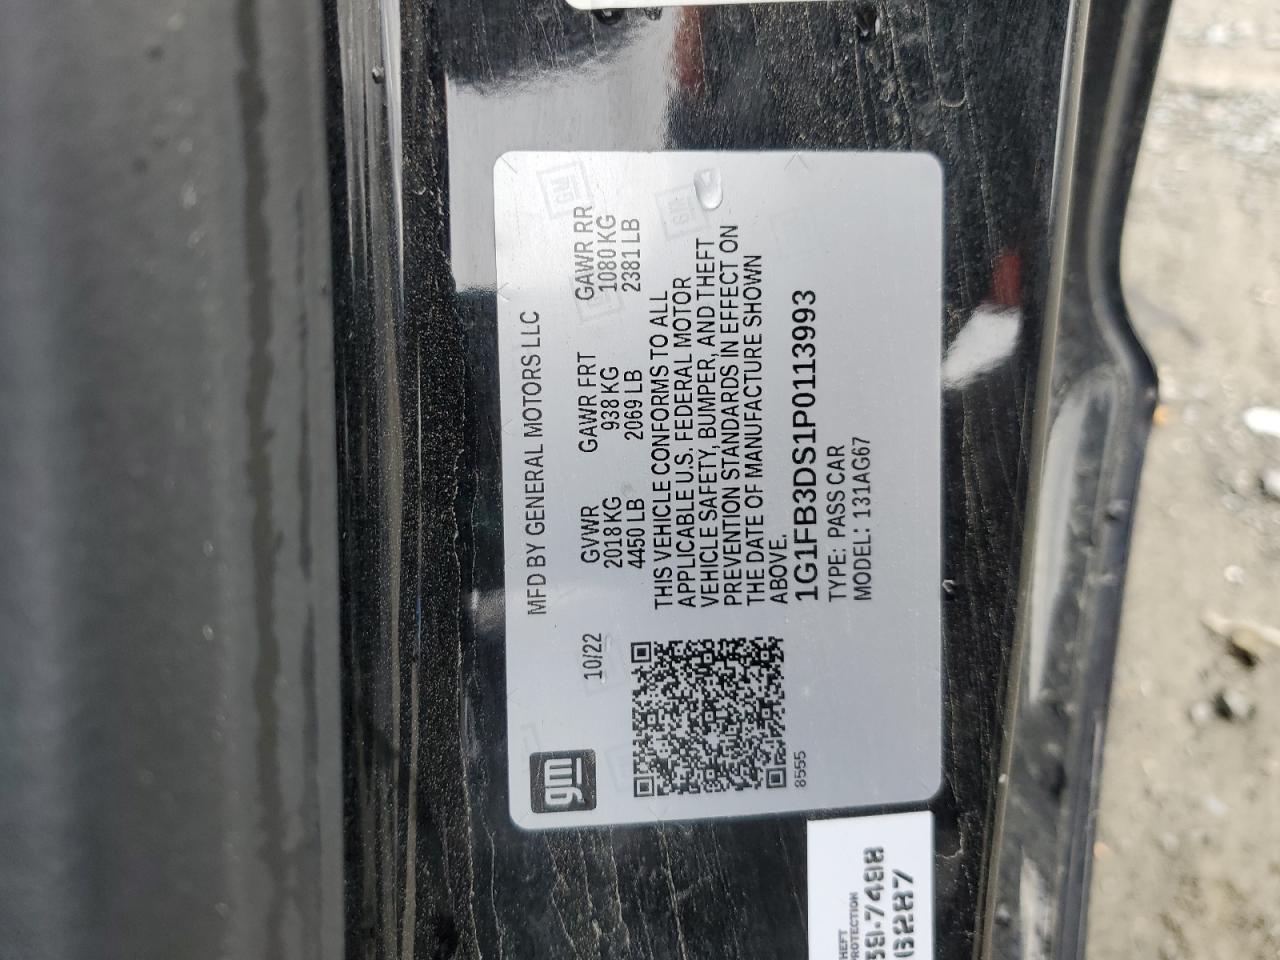 MFD BY GENERAL MOTORS LLC
10/22
GVWR GAWR FRT GAWR RR
2018 KG 938 KG 1080 KG
4450 LB 2069 LB 2381 LB
THIS VEHICLE CONFORMS TO ALL
APPLICABLE U.S. FEDERAL MOTOR
VEHICLE SAFETY, BUMPER, AND THEFT
PREVENTION STANDARDS IN EFFECT ON
THE DATE OF MANUFACTURE SHOWN
ABOVE.
1G1FB3DS1P0113993
TYPE: PASS CAR
MODEL: 131AG67
gm
8555
GM
GM